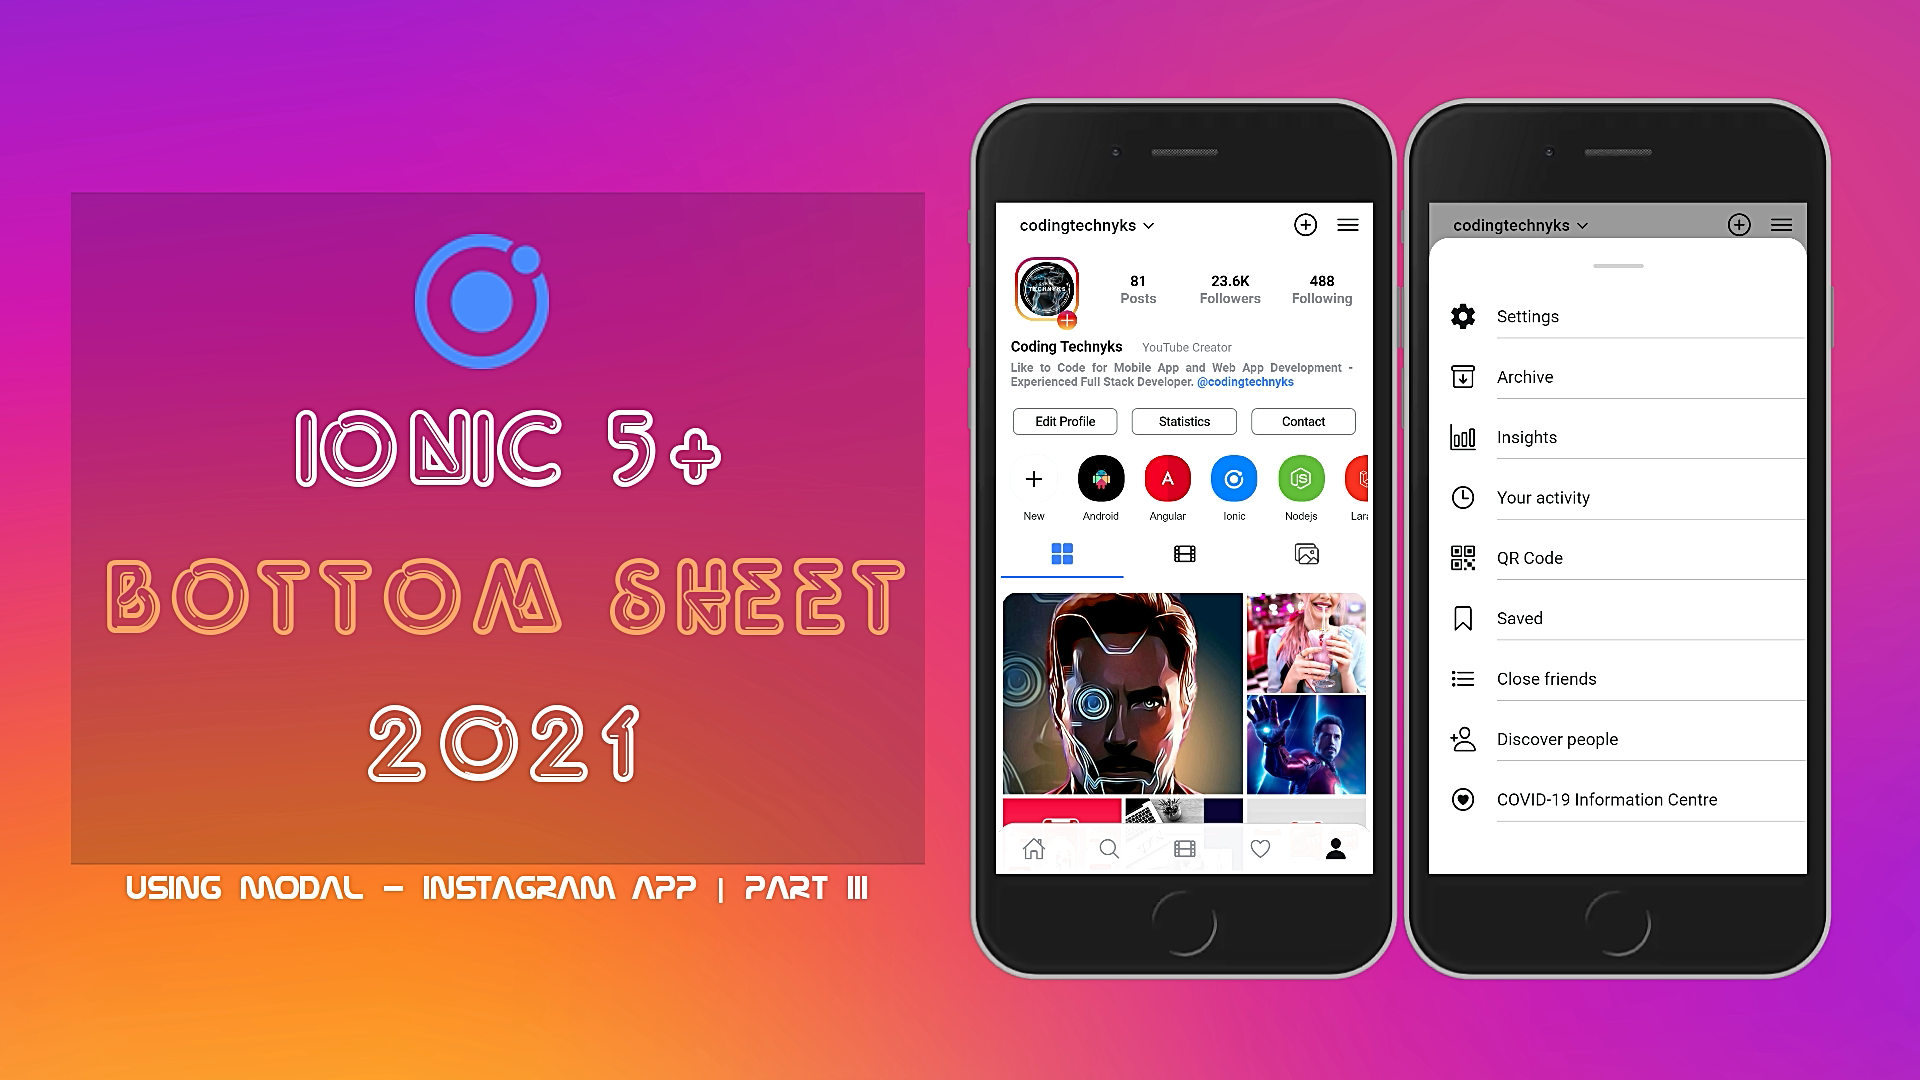 IONIC 5+
BOTTOM SHEET
2021
USING MODAL – INSTAGRAM APP | PART III
codingtechnyks
81
23.6K
488
Posts
Followers
Following
Coding Technyks
YouTube Creator
Like to Code for Mobile App and Web App Development -
Experienced Full Stack Developer. @codingtechnyks
Edit Profile
Statistics
Contact
New
Android
Angular
Ionic
Nodejs
Lara
codingtechnyks
Settings
Archive
Insights
Your activity
QR Code
Saved
Close friends
Discover people
COVID-19 Information Centre